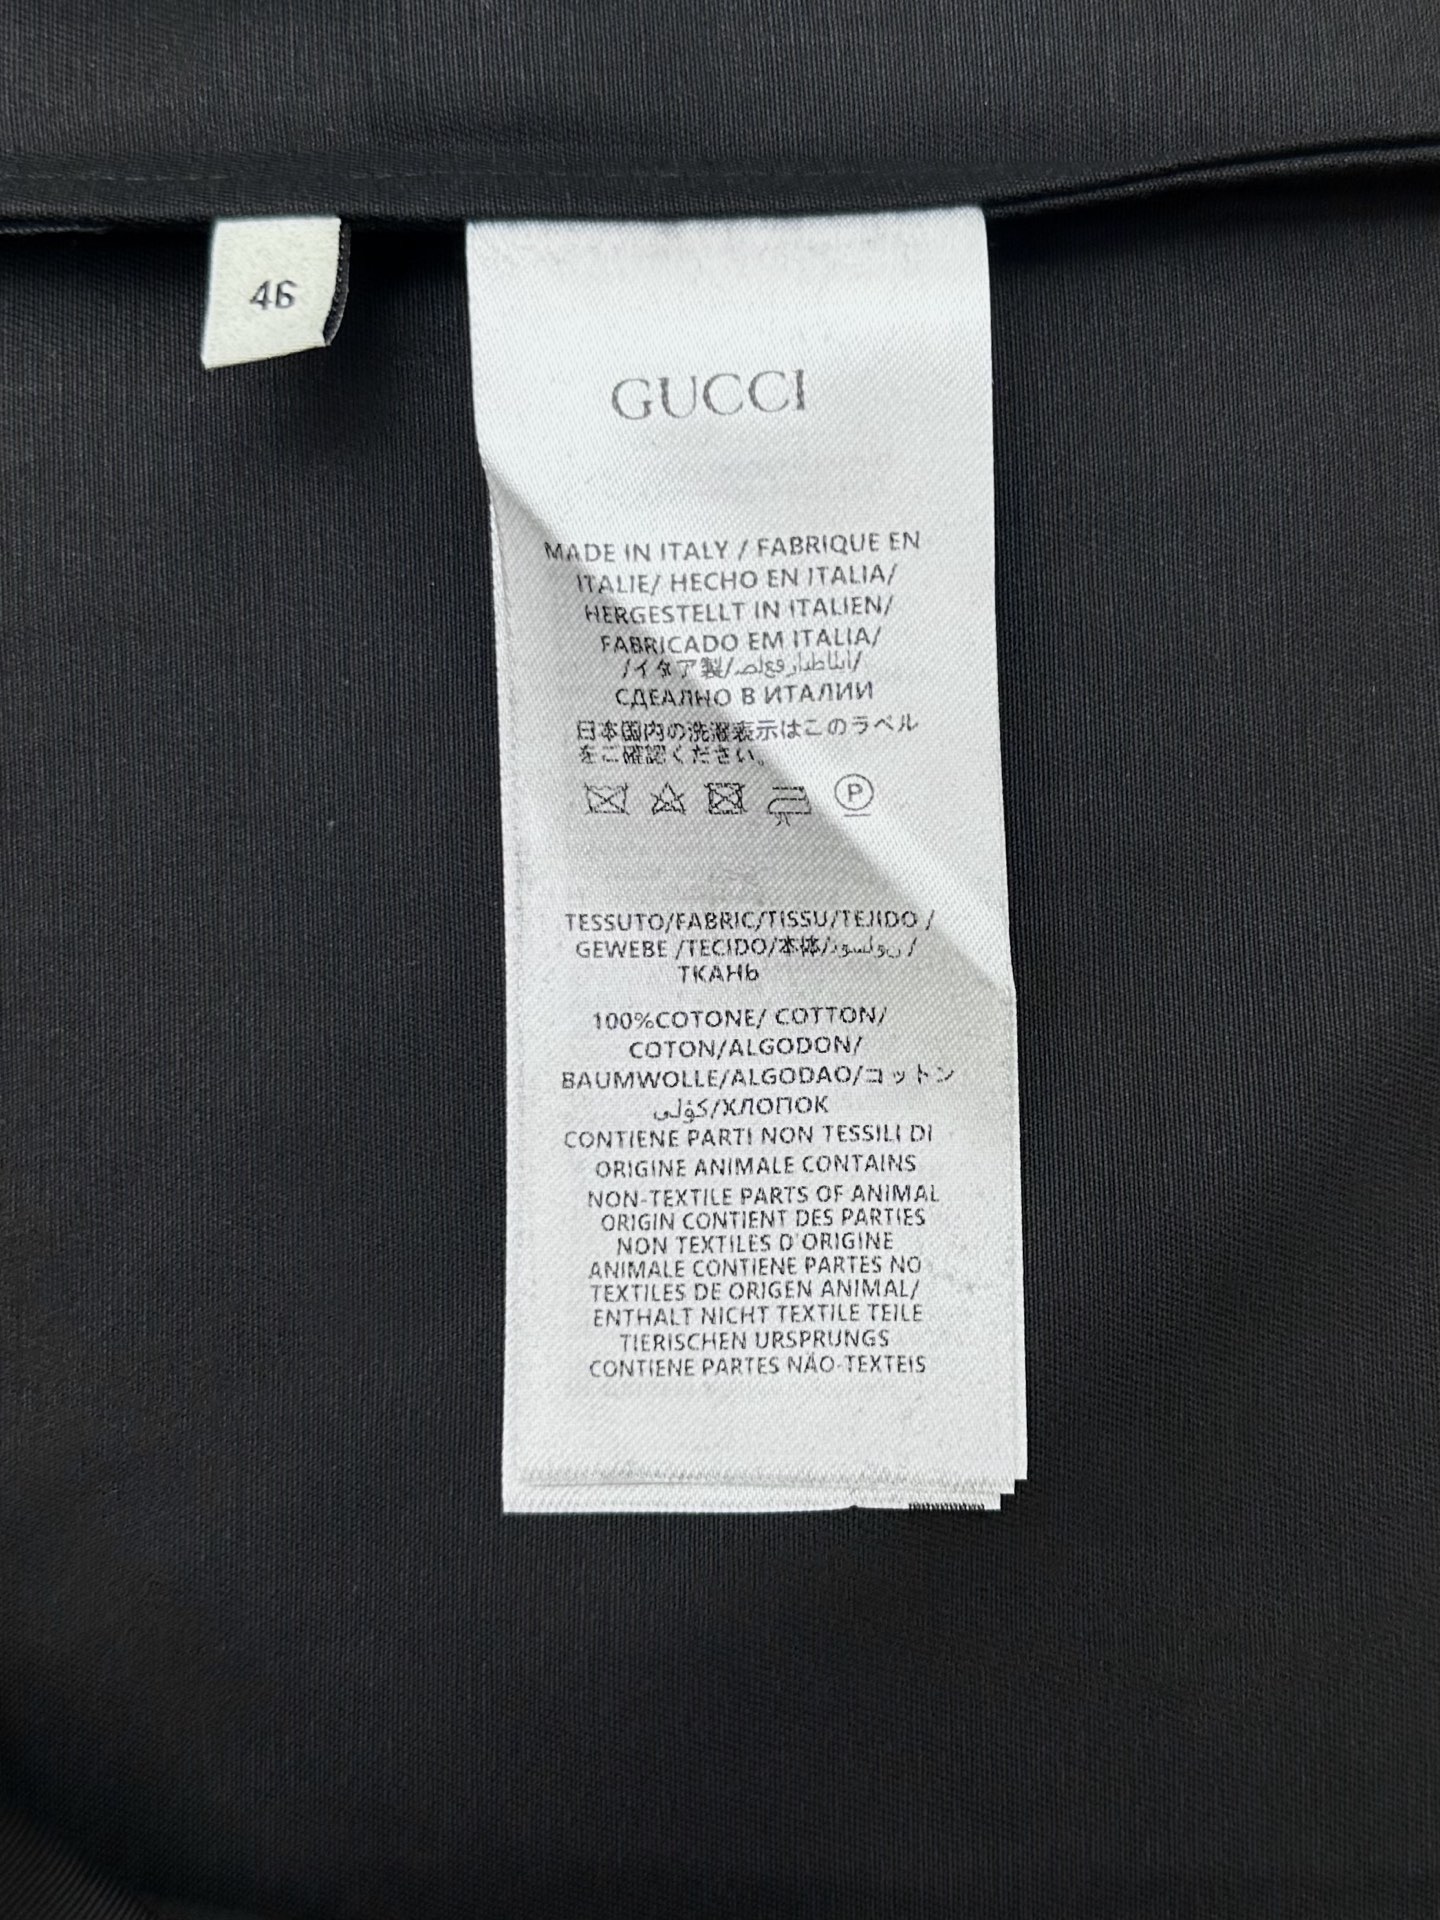 46
GUCCI
MADE IN ITALY / FABRIQUE EN
ITALIE/ HECHO EN ITALIA/
HERGESTELLT IN ITALIEN/
FABRICADO EM ITALIA/
/イタア製/
СДЕАЛНО В ИТАЛИИ
日本国内の洗濯表示はこのラベル
をご確認ください。
P
TESSUTO/FABRIC/TISSU/TEJIDO /
GEWEBE /TECIDO/本体/
ТКАНЬ
100%COTONE/ COTTON/
COTON/ALGODON/
BAUMWOLLE/ALGODAO/コットン
/ХЛОПОК
CONTIENE PARTI NON TESSILI DI
ORIGINE ANIMALE CONTAINS
NON-TEXTILE PARTS OF ANIMAL
ORIGIN CONTIENT DES PARTIES
NON TEXTILES D'ORIGINE
ANIMALE CONTIENE PARTES NO
TEXTILES DE ORIGEN ANIMAL/
ENTHALT NICHT TEXTILE TEILE
TIERISCHEN URSPRUNGS
CONTIENE PARTES NÃO-TEXTEIS